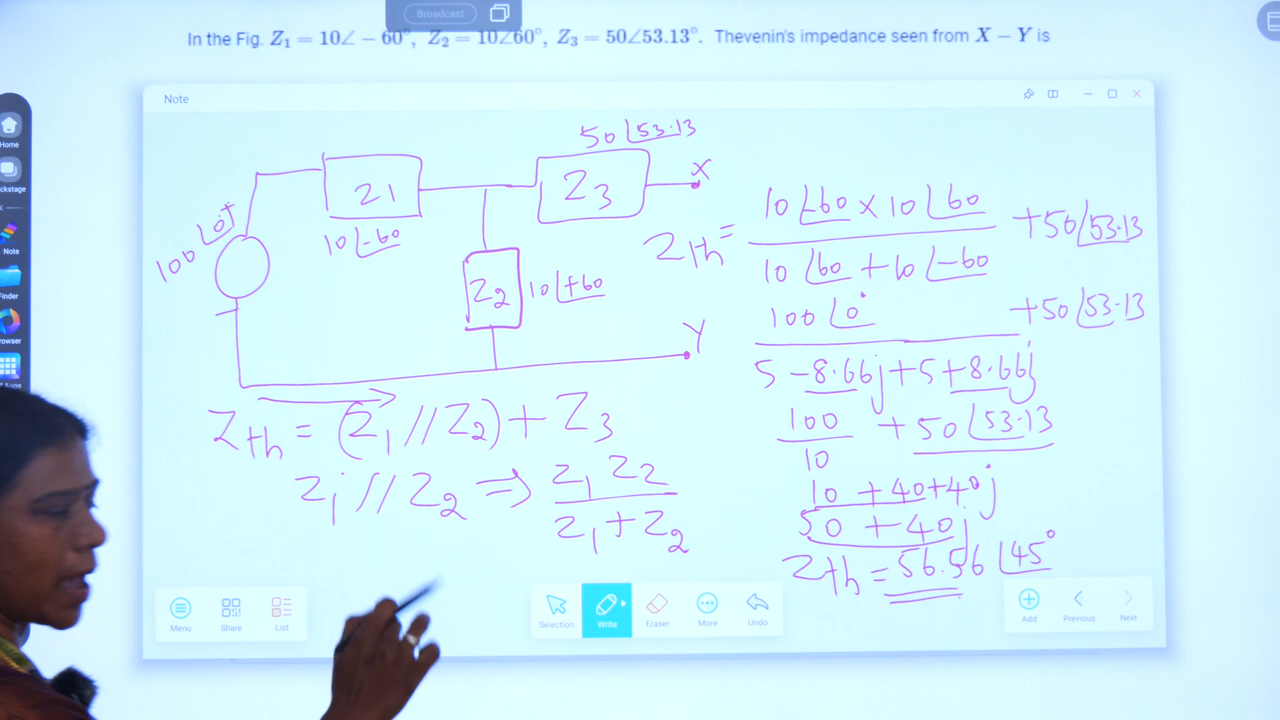 Broadcast
In the Fig. Z₁ = 10∠ − 60°, Z₂ = 10∠60°, Z₃ = 50∠53.13°. Thevenin's impedance seen from X − Y is
Note
Home
ckstage
Note
Finder
rowser
100 ∠0°
Z1
10∠-60
50∠53.13
Z3
X
Z2
10∠+60
Y
Zth = (Z₁ // Z₂) + Z3
Z₁ // Z₂ ⇒ Z₁ Z2 / Z₁ + Z2
Zth = 10∠-60 × 10∠60 / 10∠60 + 10∠-60 + 50∠53.13
100∠0° + 50∠53.13
5 - 8.66j + 5 + 8.66j
100 / 10 + 50∠53.13
10 + 40 + 40j
50 + 40j
Zth = 56.56∠45°
Menu
Share
List
Selection
Write
Eraser
More
Undo
Add
Previous
Next